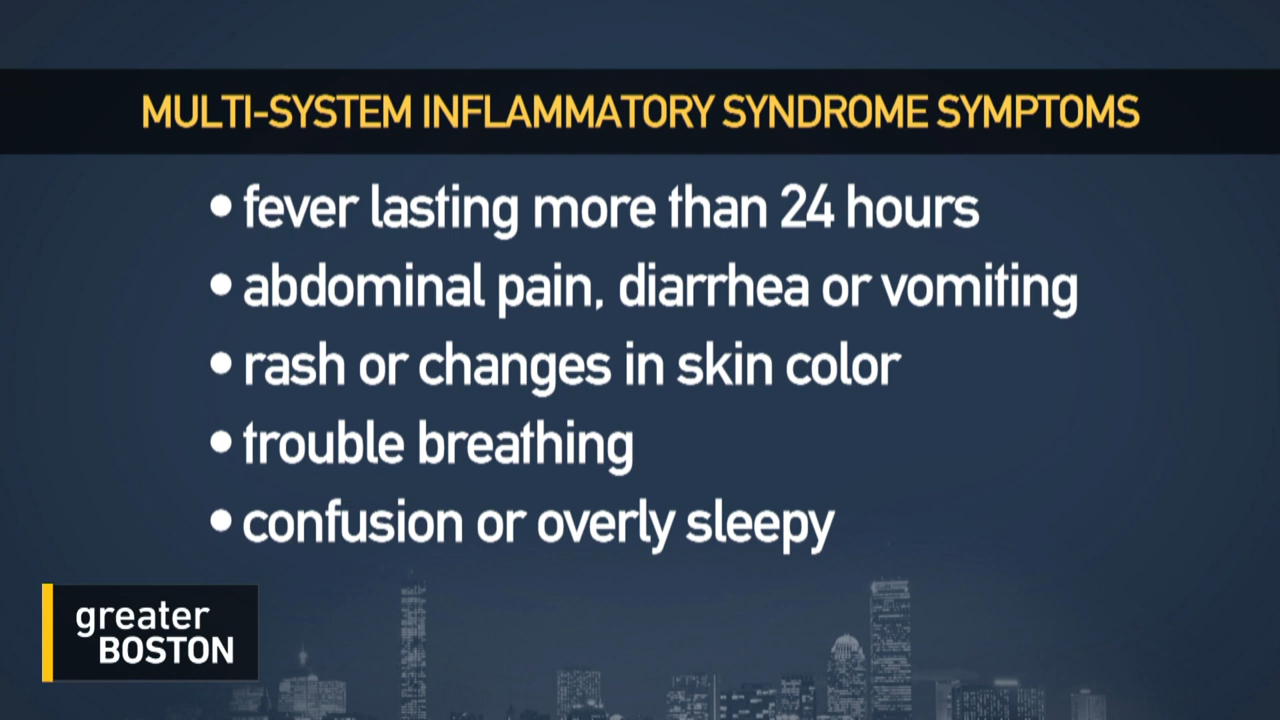 MULTI-SYSTEM INFLAMMATORY SYNDROME SYMPTOMS
• fever lasting more than 24 hours
• abdominal pain, diarrhea or vomiting
• rash or changes in skin color
• trouble breathing
• confusion or overly sleepy
greater
BOSTON